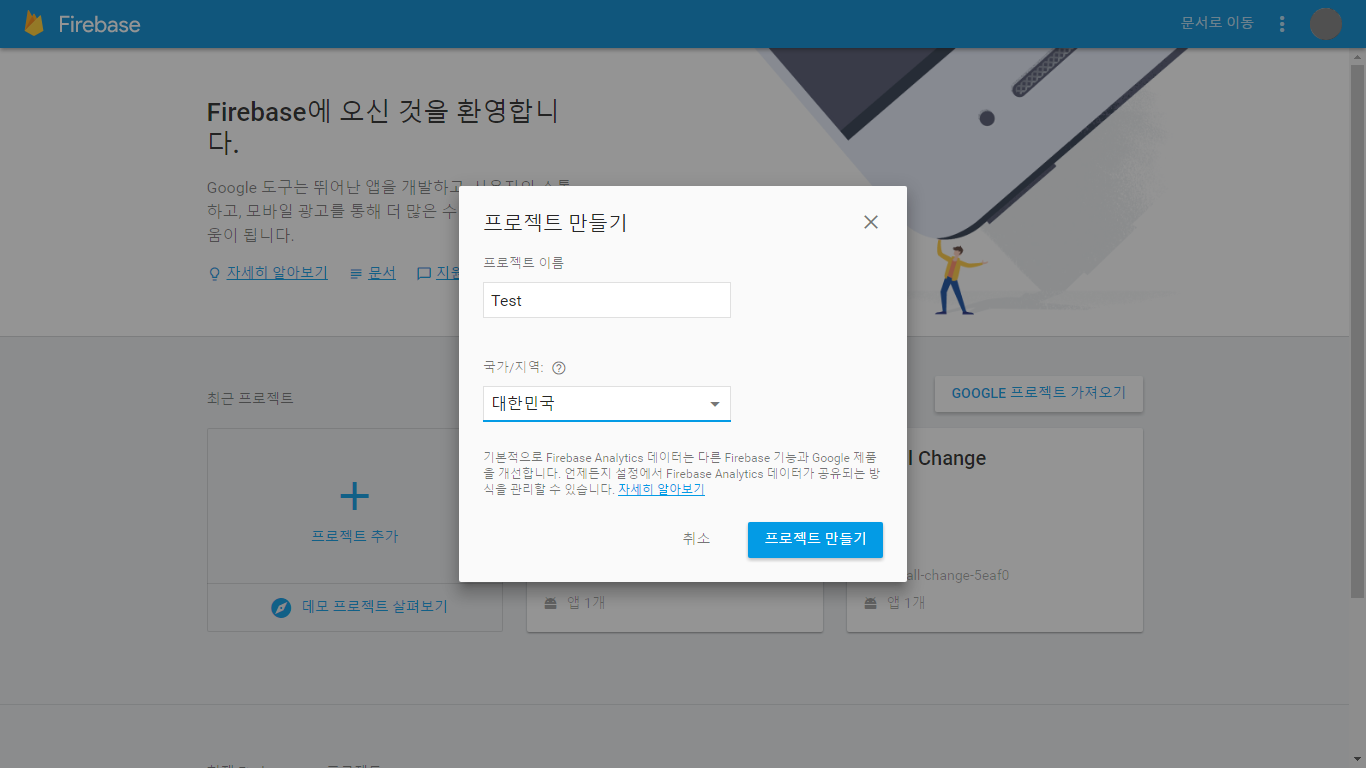 Firebase
문서로 이동
Firebase에 오신 것을 환영합니
다.
Google 도구는 뛰어난 앱을 개발하고
하고, 모바일 광고를 통해 더 많은 수
움이 됩니다.
자세히 알아보기
문서
지원
최근 프로젝트
GOOGLE 프로젝트 가져오기
프로젝트 추가
데모 프로젝트 살펴보기
앱 1개
l Change
all-change-5eaf0
앱 1개
프로젝트 만들기
프로젝트 이름
Test
국가/지역:
대한민국
기본적으로 Firebase Analytics 데이터는 다른 Firebase 기능과 Google 제품
을 개선합니다. 언제든지 설정에서 Firebase Analytics 데이터가 공유되는 방
식을 관리할 수 있습니다. 자세히 알아보기
취소
프로젝트 만들기